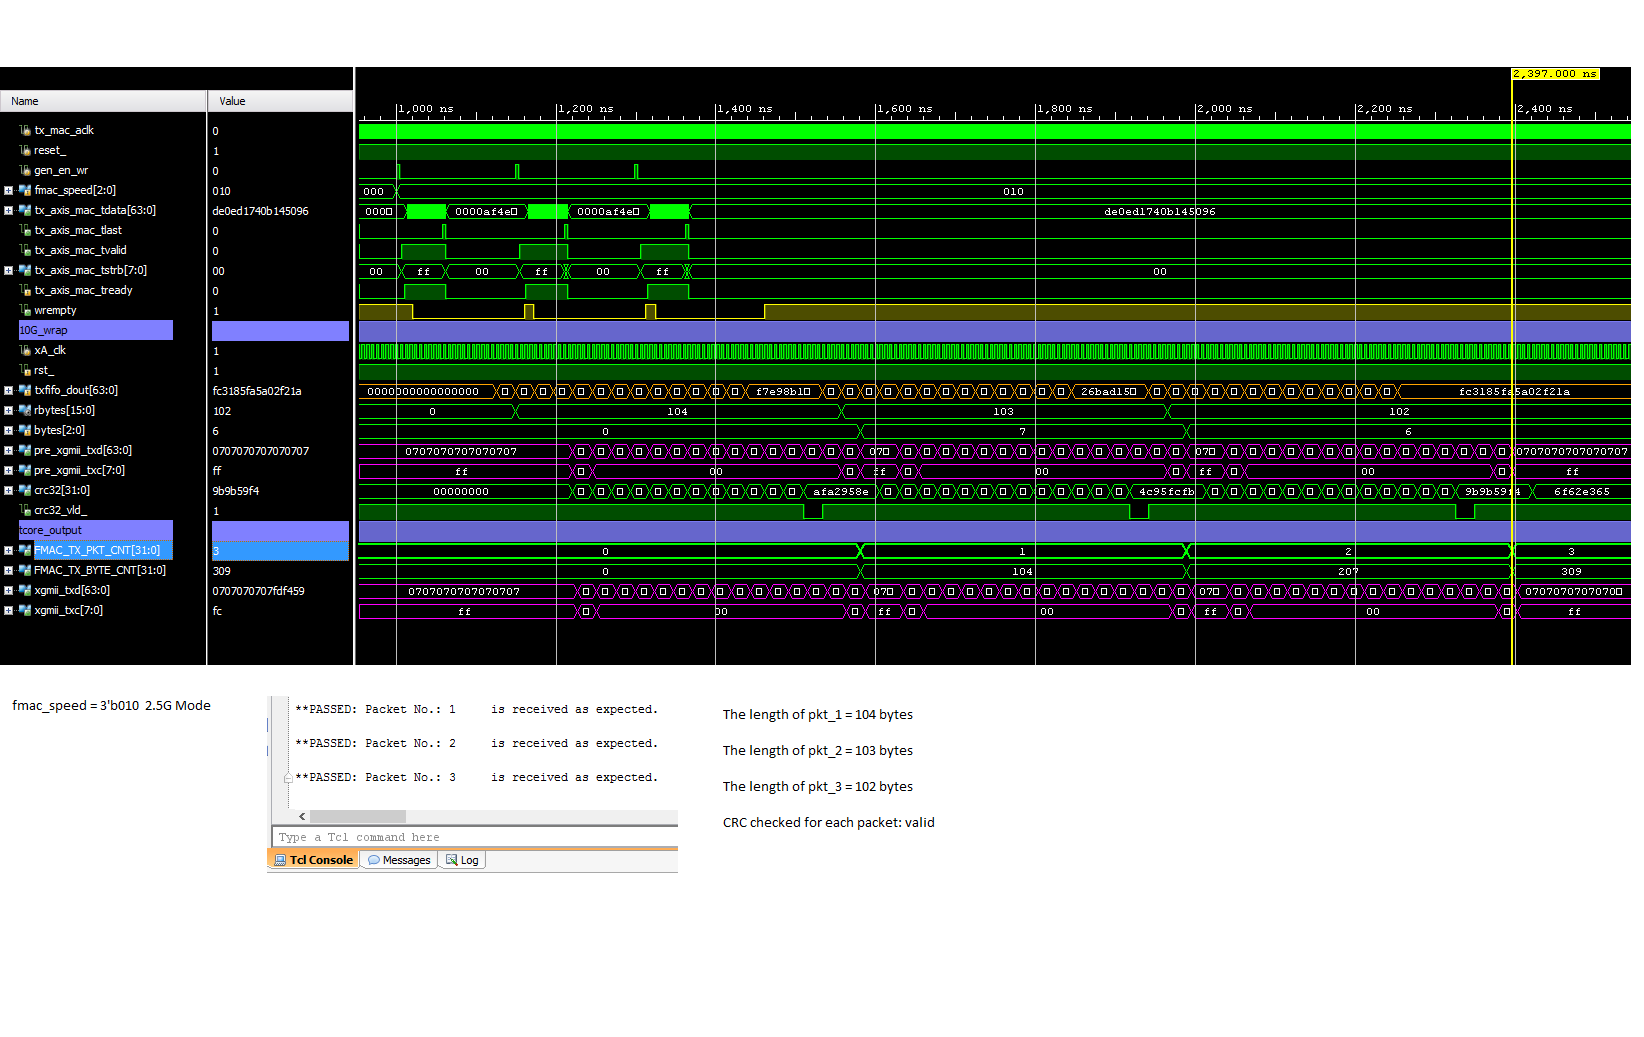 2,397.000 ns
Name Value
1,000 ns 1,200 ns 1,400 ns 1,600 ns 1,800 ns 2,000 ns 2,200 ns 2,400 ns
tx_mac_aclk 0
reset_ 1
gen_en_wr 0
fmac_speed[2:0] 010 000 010
tx_axis_mac_tdata[63:0] de0ed1740b145096 000 0000af4e 0000af4e de0ed1740b145096
tx_axis_mac_tlast 0
tx_axis_mac_tvalid 0
tx_axis_mac_tstrb[7:0] 00 00 ff 00 ff 00 ff 00
tx_axis_mac_tready 0
wrempty 1
10G_wrap
xA_clk 1
rst_ 1
txfifo_dout[63:0] fc3185fa5a02f21a 0000000000000000 f7e98b1 26bad15 fc3185fa5a02f21a
rbytes[15:0] 102 0 104 103 102
bytes[2:0] 6 0 7 6
pre_xgmii_txd[63:0] 0707070707070707 0707070707070707 070 070 0707070707070707
pre_xgmii_txc[7:0] ff ff 00 ff 00 ff 00 ff
crc32[31:0] 9b9b59f4 00000000 afa2958e 4c95fcfb 9b9b59f4 6f62e365
crc32_vld_ 1
tcore_output
FMAC_TX_PKT_CNT[31:0] 3 0 1 2 3
FMAC_TX_BYTE_CNT[31:0] 309 0 104 207 309
xgmii_txd[63:0] 0707070707fdf459 0707070707070707 070 070 070707070707070
xgmii_txc[7:0] fc ff 00 ff 00 ff 00 ff
fmac_speed = 3'b010 2.5G Mode
**PASSED: Packet No.: 1 is received as expected.
**PASSED: Packet No.: 2 is received as expected.
**PASSED: Packet No.: 3 is received as expected.
Type a Tcl command here
Tcl Console Messages Log
The length of pkt_1 = 104 bytes
The length of pkt_2 = 103 bytes
The length of pkt_3 = 102 bytes
CRC checked for each packet: valid